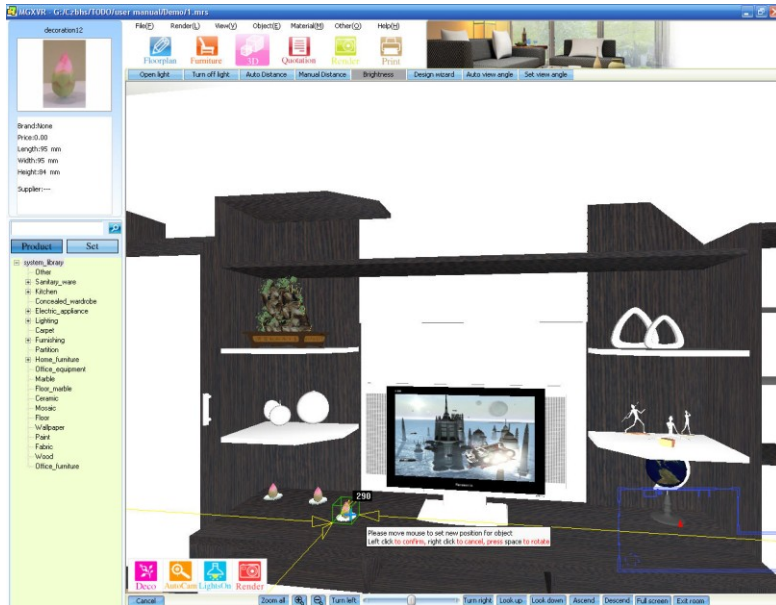 MGXVR - G:/Czbhs/TODO/user manual/Demo/1.mrs
decoration12
File(F) Render(L) View(V) Object(E) Material(M) Other(O) Help(H)
Floorplan Furniture 3D Quotation Render Print
Open light Turn off light Auto Distance Manual Distance Brightness Design wizard Auto view angle Set view angle
Brand:None
Price:0.00
Length:95 mm
Width:95 mm
Height:84 mm
Supplier:---
Product Set
system_library
Other
Sanitary_ware
Kitchen
Concealed_wardrobe
Electric_appliance
Lighting
Carpet
Furnishing
Partition
Home_furniture
Office_equipment
Marble
Floor_marble
Ceramic
Mosaic
Floor
Wallpaper
Paint
Fabric
Wood
Office_furniture
290
Please move mouse to set new position for object
Left click to confirm, right click to cancel, press space to rotate
Deco AutoCam LightsOn Render
Cancel Zoom all Turn left Turn right Look up Look down Ascend Descend Full screen Exit room